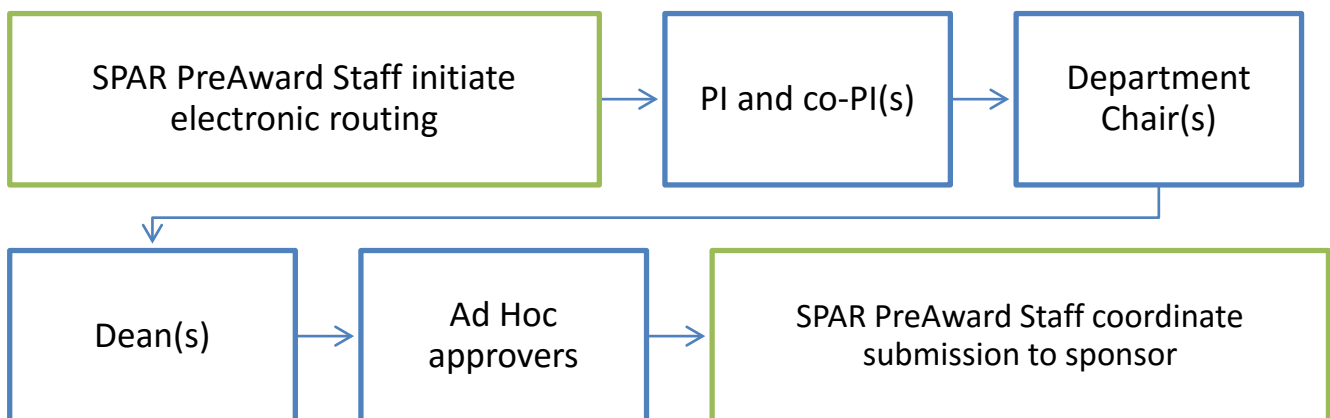 SPAR PreAward Staff initiate
electronic routing
PI and co-PI(s)
Department
Chair(s)
Dean(s)
Ad Hoc
approvers
SPAR PreAward Staff coordinate
submission to sponsor